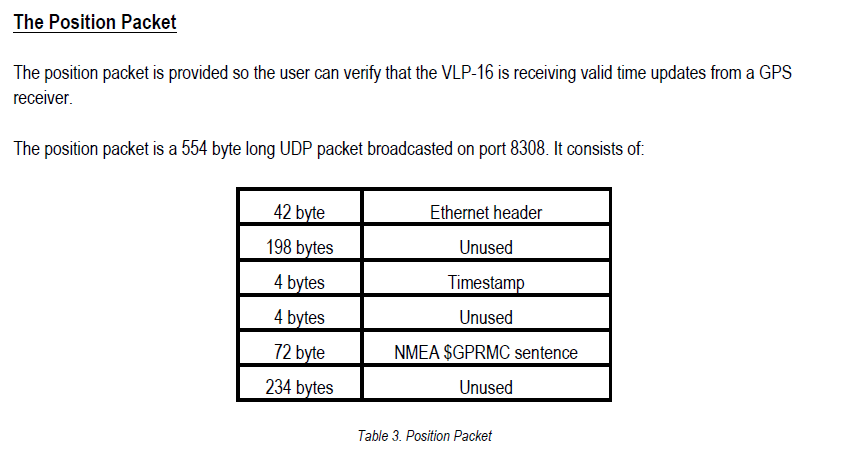 The Position Packet
The position packet is provided so the user can verify that the VLP-16 is receiving valid time updates from a GPS
receiver.
The position packet is a 554 byte long UDP packet broadcasted on port 8308. It consists of:
42 byte Ethernet header
198 bytes Unused
4 bytes Timestamp
4 bytes Unused
72 byte NMEA $GPRMC sentence
234 bytes Unused
Table 3. Position Packet